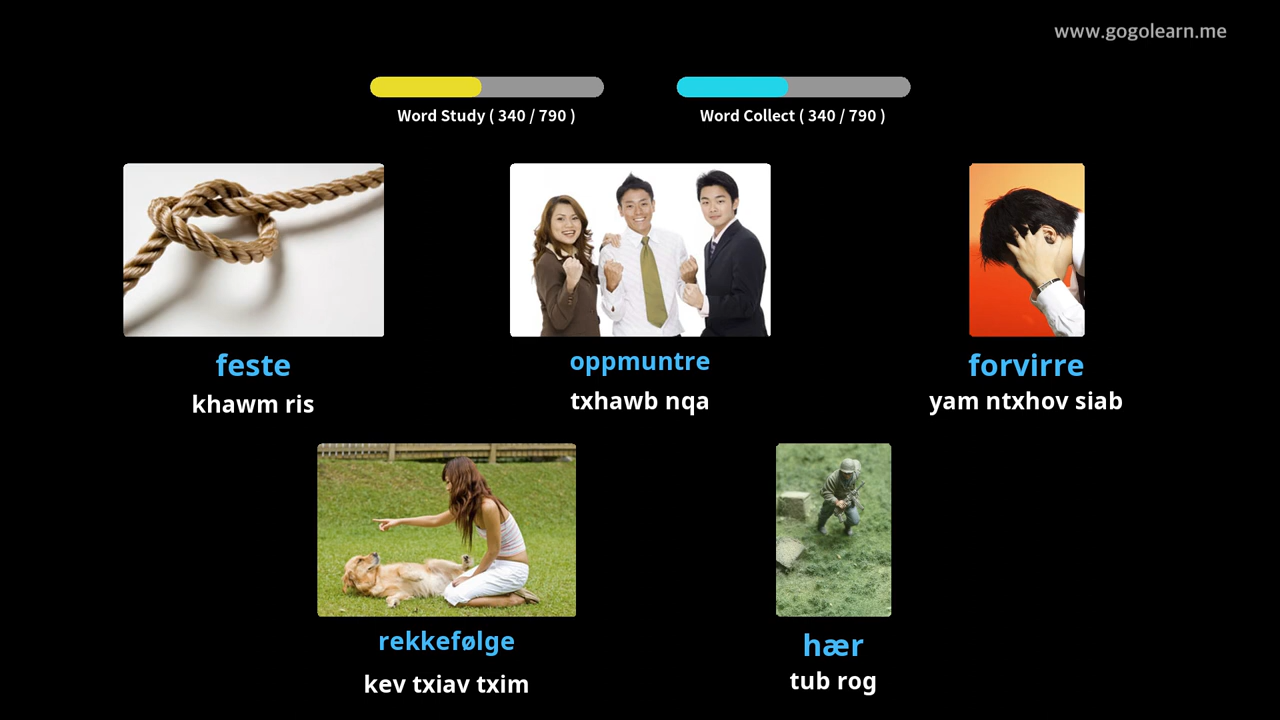 www.gogolearn.me
Word Study ( 340 / 790 )
Word Collect ( 340 / 790 )
feste
khawm ris
oppmuntre
txhawb nqa
forvirre
yam ntxhov siab
rekkefølge
kev txiav txim
hær
tub rog